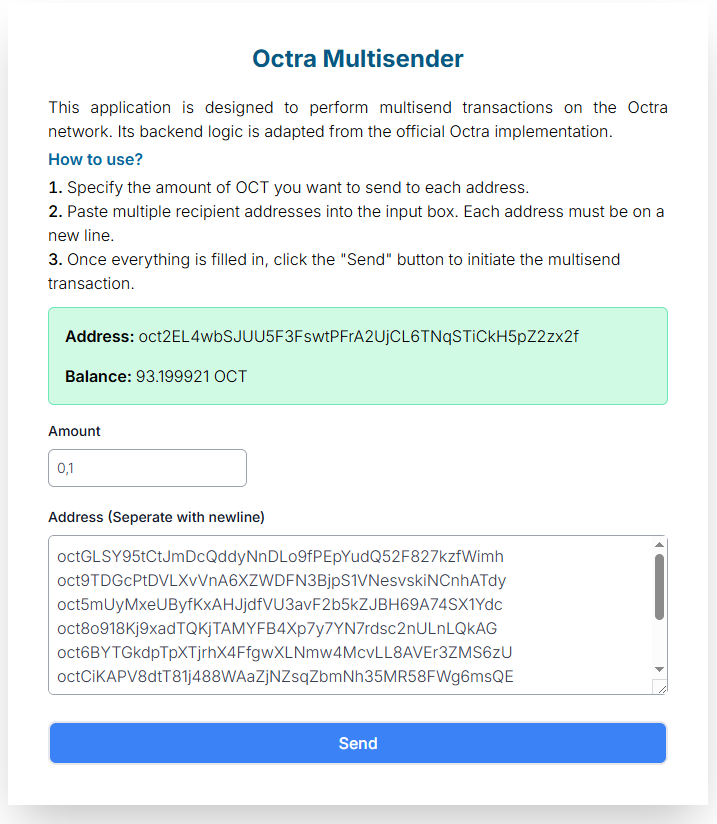 Octra Multisender
This application is designed to perform multisend transactions on the Octra
network. Its backend logic is adapted from the official Octra implementation.
How to use?
1. Specify the amount of OCT you want to send to each address.
2. Paste multiple recipient addresses into the input box. Each address must be on a
new line.
3. Once everything is filled in, click the "Send" button to initiate the multisend
transaction.
Address: oct2EL4wbSJUU5F3FswtPFrA2UjCL6TNqSTiCkH5pZ2zx2f
Balance: 93.199921 OCT
Amount
0,1
Address (Seperate with newline)
octGLSY95tCtJmDcQddyNnDLo9fPEpYudQ52F827kzfWimh
oct9TDGcPtDVLXvVnA6XZWDFN3BjpS1VNesvskiNCnhATdy
oct5mUyMxeUByfKxAHJjdfVU3avF2b5kZJBH69A74SX1Ydc
oct8o918Kj9xadTQKjTAMYFB4Xp7y7YN7rdsc2nULnLQkAG
oct6BYTGkdpTpXTjrhX4FfgwXLNmw4McvLL8AVEr3ZMS6zU
octCiKAPV8dtT81j488WAaZjNZsqZbmNh35MR58FWg6msQE
Send